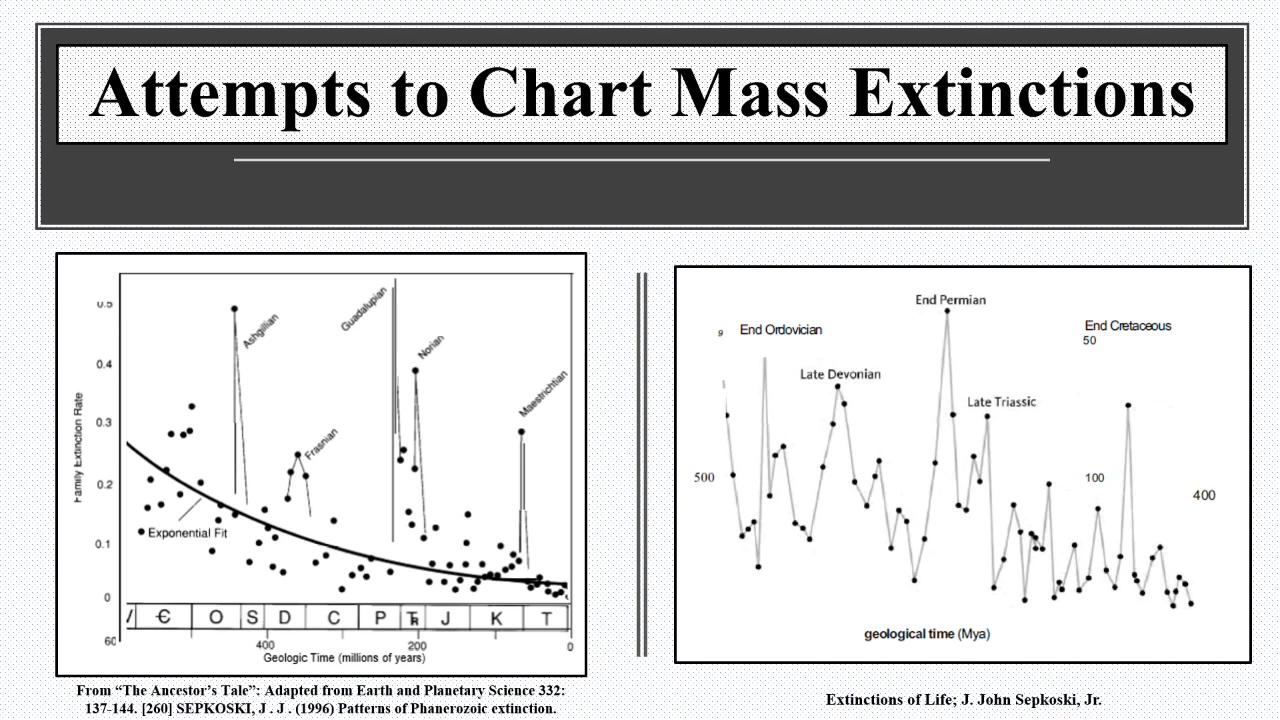 Attempts to Chart Mass Extinctions
0.5
0.4
0.3
0.2
0.1
0
Family Extinction Rate
Ashgillian
Frasnian
Guadalupian
Norian
Maestrichtian
Exponential Fit
Є O S D C P TR J K T
60 400 200 0
Geologic Time (millions of years)
From “The Ancestor’s Tale”: Adapted from Earth and Planetary Science 332:
137-144. [260] SEPKOSKI, J . J . (1996) Patterns of Phanerozoic extinction.
End Permian
9 End Ordovician
End Cretaceous
50
Late Devonian
Late Triassic
500
100
400
geological time (Mya)
Extinctions of Life; J. John Sepkoski, Jr.